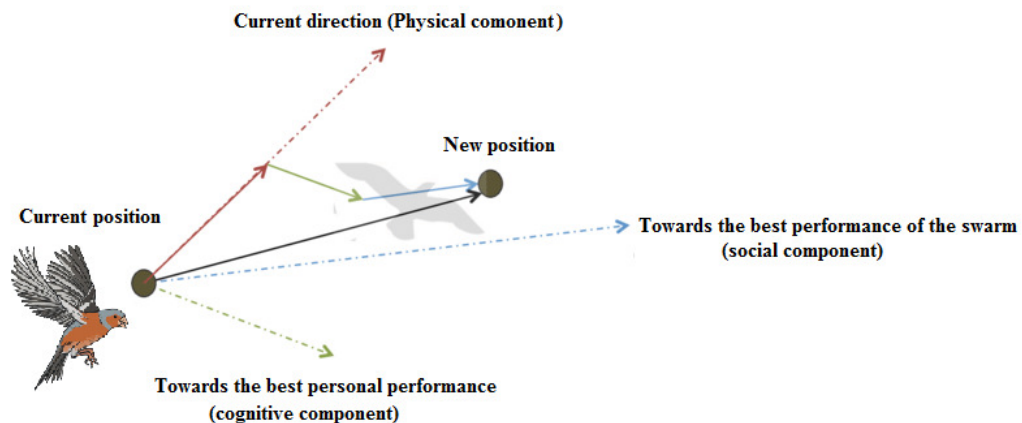 Current direction (Physical comonent)
New position
Current position
Towards the best performance of the swarm
(social component)
Towards the best personal performance
(cognitive component)